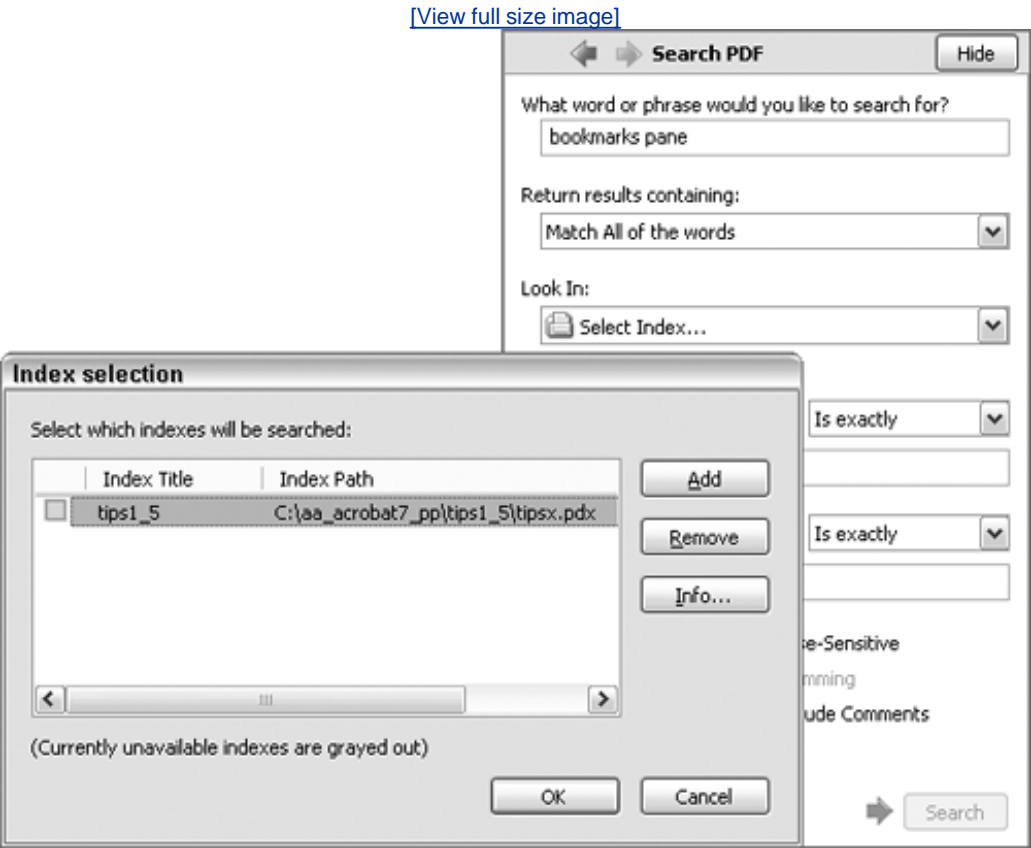 [View full size image]
Search PDF
Hide
What word or phrase would you like to search for?
bookmarks pane
Return results containing:
Match All of the words
Look In:
Select Index...
Index selection
Select which indexes will be searched:
Index Title Index Path
tips1_5 C:\aa_acrobat7_pp\tips1_5\tipsx.pdx
Add
Remove
Info...
(Currently unavailable indexes are grayed out)
OK Cancel
Is exactly
Is exactly
se-Sensitive
mming
ude Comments
Search